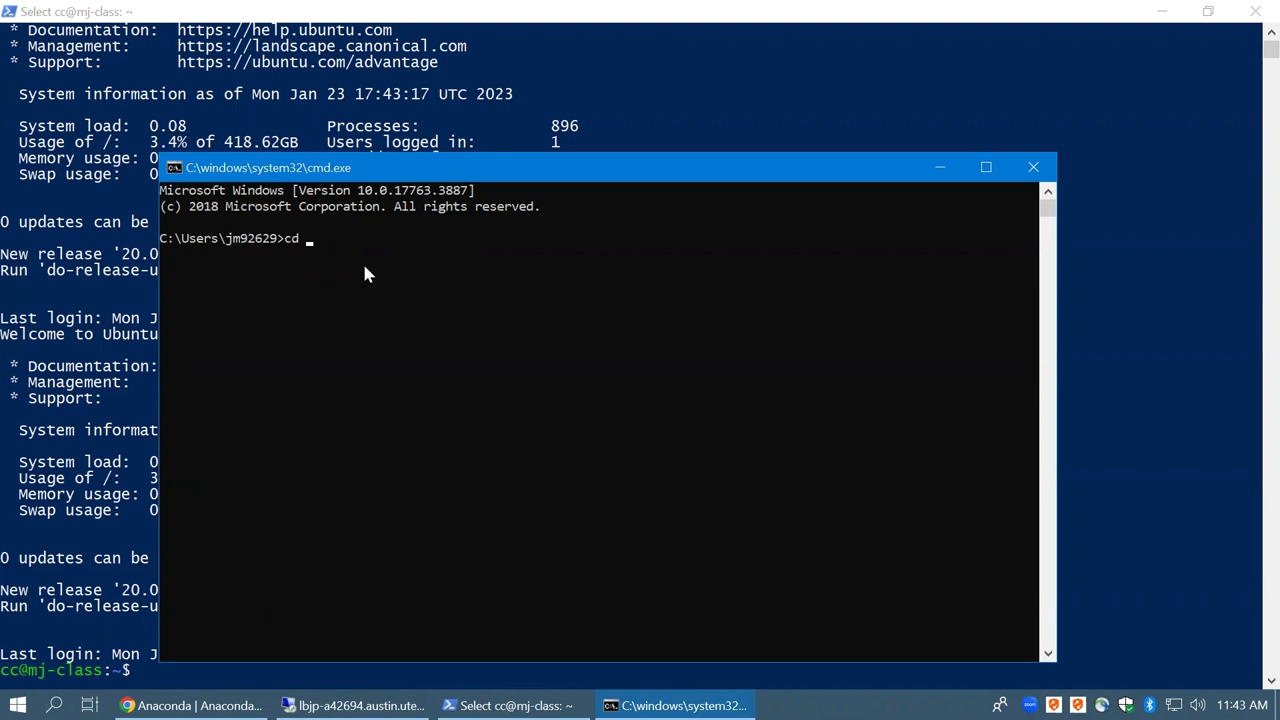 Select cc@mj-class: ~
* Documentation:  https://help.ubuntu.com
* Management:     https://landscape.canonical.com
* Support:        https://ubuntu.com/advantage
System information as of Mon Jan 23 17:43:17 UTC 2023
System load:  0.08               Processes:             896
Usage of /:   3.4% of 418.62GB   Users logged in:       1
Memory usage: 0
Swap usage:   0
C:\windows\system32\cmd.exe
Microsoft Windows [Version 10.0.17763.3887]
(c) 2018 Microsoft Corporation. All rights reserved.
C:\Users\jm92629>cd
0 updates can be
New release '20.0
Run 'do-release-u
Last login: Mon J
Welcome to Ubuntu
* Documentation:
* Management:
* Support:
System informat
System load:  0
Usage of /:   3
Memory usage: 0
Swap usage:   0
0 updates can be
New release '20.0
Run 'do-release-u
Last login: Mon J
cc@mj-class:~$
Anaconda | Anaconda...
lbjp-a42694.austin.ute...
Select cc@mj-class: ~
C:\windows\system32...
zoom
11:43 AM